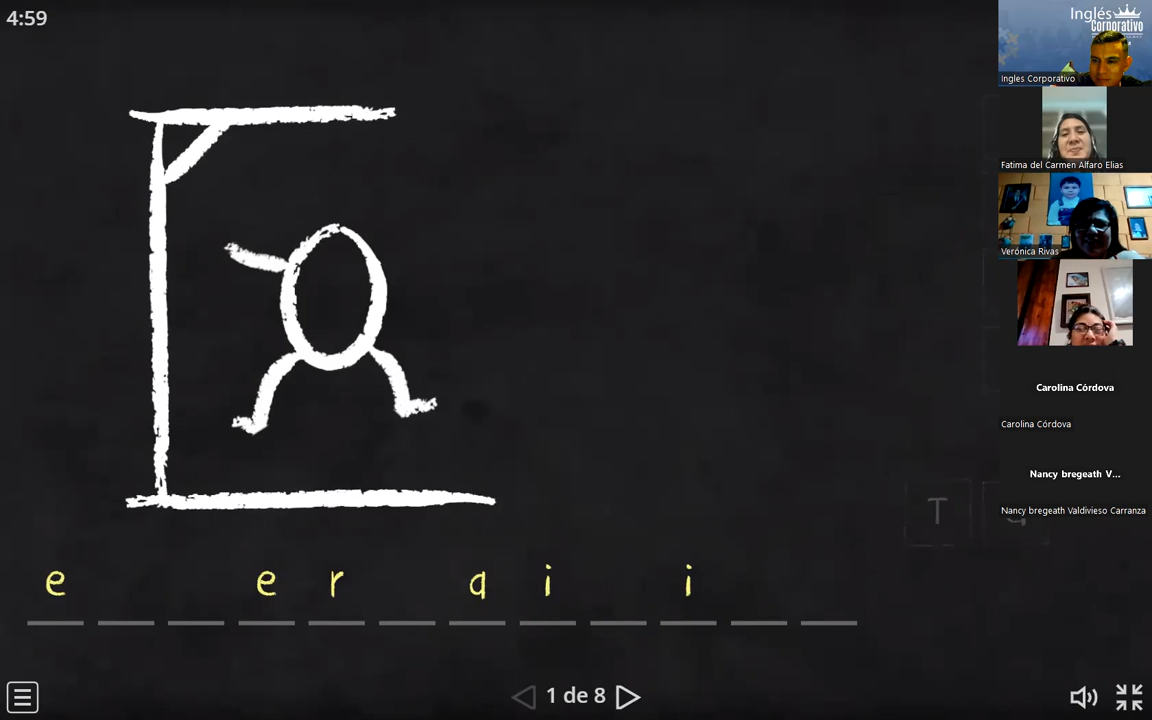 4:59
Inglés
Corporativo
Ingles Corporativo
Fatima del Carmen Alfaro Elias
Verónica Rivas
Carolina Córdova
Carolina Córdova
Nancy bregeath V...
Nancy bregeath Valdivieso Carranza
T
e e r a i i
1 de 8